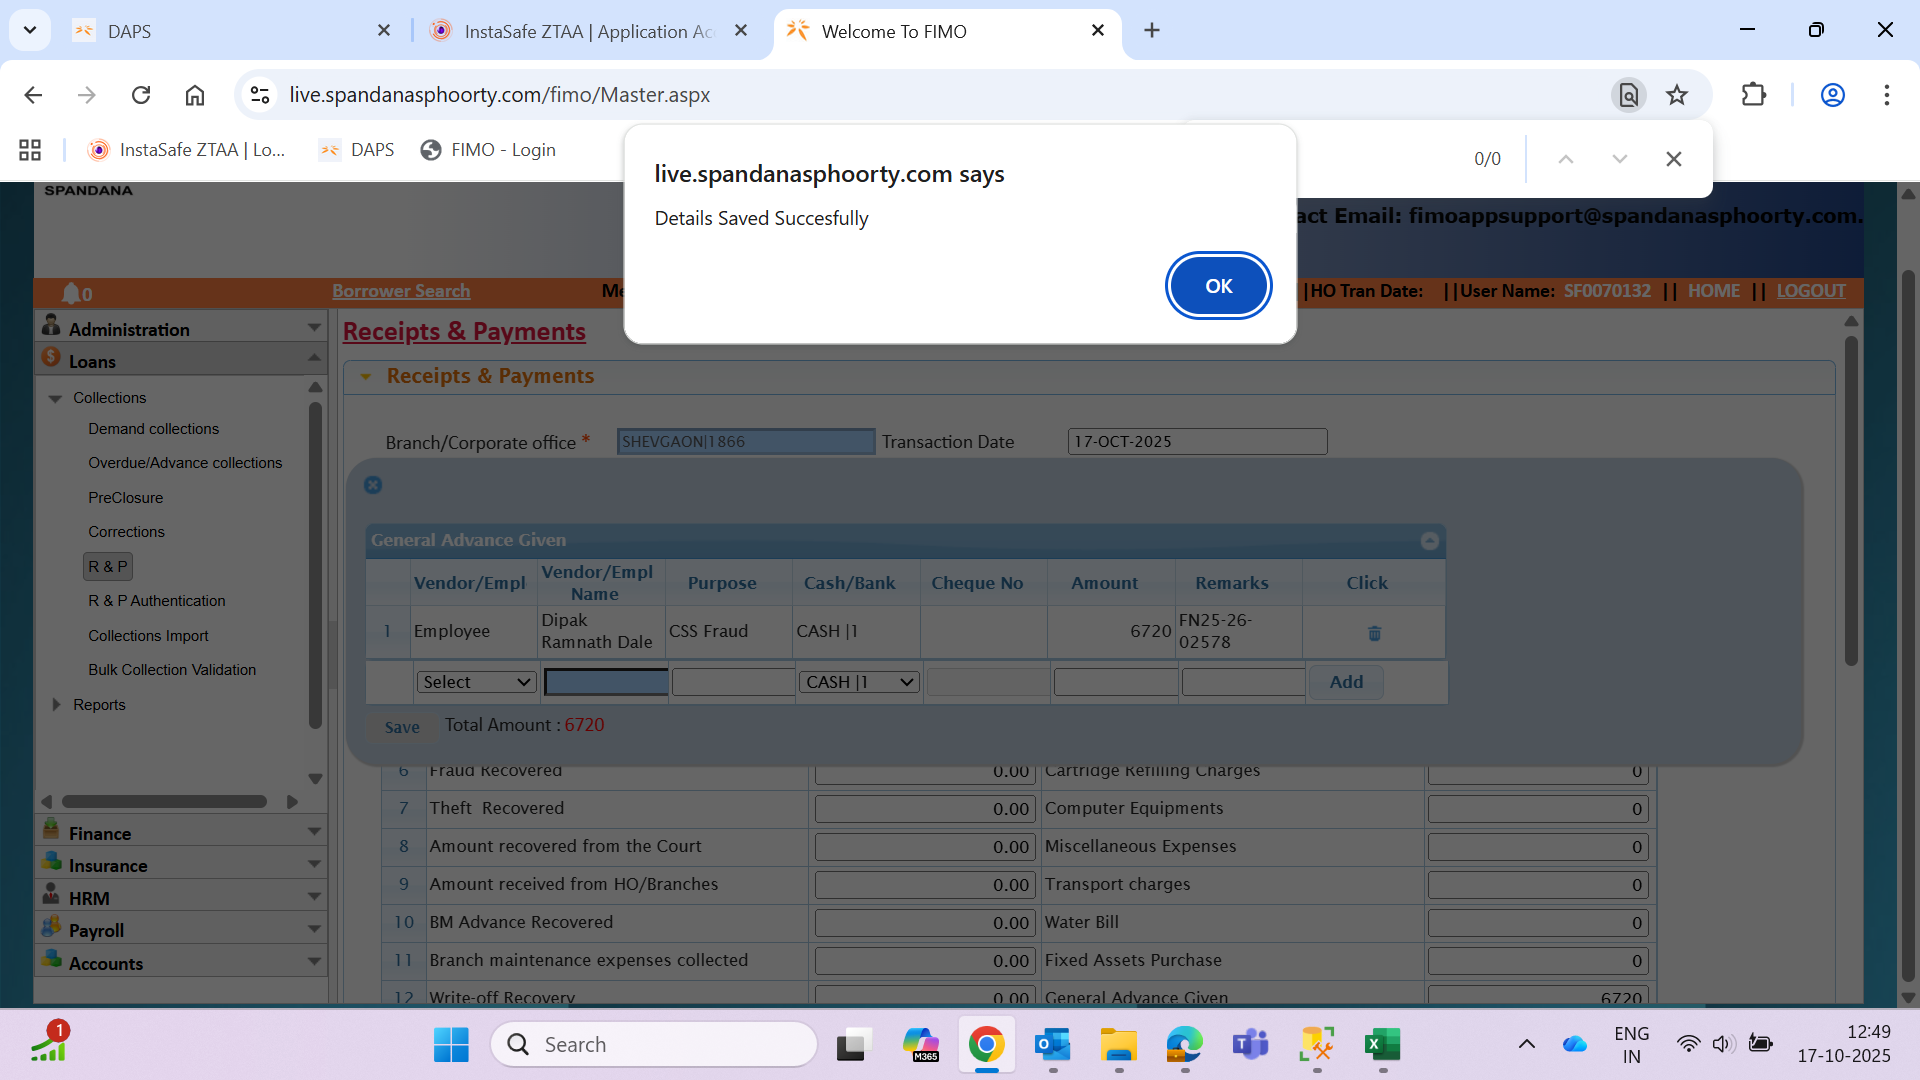 DAPS
InstaSafe ZTAA | Application Acc
Welcome To FIMO
live.spandanasphoorty.com/fimo/Master.aspx
InstaSafe ZTAA | Lo...
DAPS
FIMO - Login
0/0
live.spandanasphoorty.com says
Details Saved Succesfully
OK
SPANDANA
act Email: fimoappsupport@spandanasphoorty.com.
0
Borrower Search
Me
|HO Tran Date: ||User Name: SF0070132 || HOME || LOGOUT
Administration
Loans
Collections
Demand collections
Overdue/Advance collections
PreClosure
Corrections
R & P
R & P Authentication
Collections Import
Bulk Collection Validation
Reports
Finance
Insurance
HRM
Payroll
Accounts
Receipts & Payments
Receipts & Payments
Branch/Corporate office * SHEVGAON|1866 Transaction Date 17-OCT-2025
General Advance Given
Vendor/Empl Vendor/Empl Name Purpose Cash/Bank Cheque No Amount Remarks Click
1 Employee Dipak Ramnath Dale CSS Fraud CASH |1 6720 FN25-26-02578
Select CASH |1 Add
Save Total Amount : 6720
6 Fraud Recovered 0.00 Cartridge Refilling Charges 0
7 Theft Recovered 0.00 Computer Equipments 0
8 Amount recovered from the Court 0.00 Miscellaneous Expenses 0
9 Amount received from HO/Branches 0.00 Transport charges 0
10 BM Advance Recovered 0.00 Water Bill 0
11 Branch maintenance expenses collected 0.00 Fixed Assets Purchase 0
12 Write-off Recovery 0.00 General Advance Given 6720
1
Search
M365
ENG
IN
12:49
17-10-2025